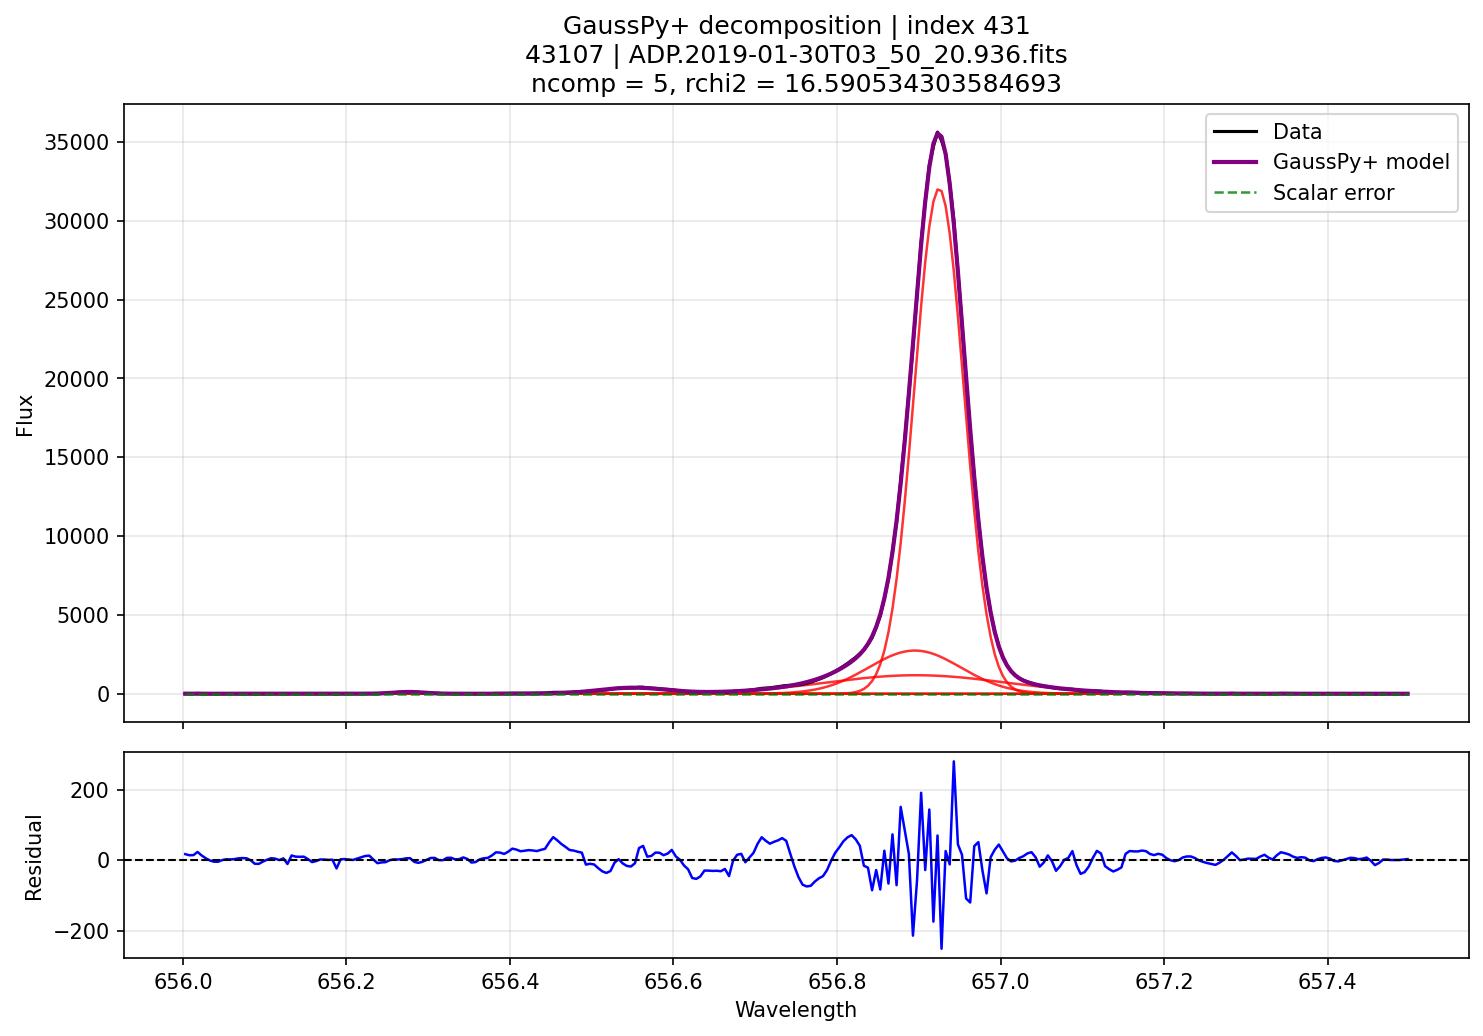 GaussPy+ decomposition | index 431
43107 | ADP.2019-01-30T03_50_20.936.fits
ncomp = 5, rchi2 = 16.590534303584693
35000
30000
25000
20000
15000
10000
5000
0
Flux
Data
GaussPy+ model
Scalar error
200
0
−200
Residual
656.0
656.2
656.4
656.6
656.8
657.0
657.2
657.4
Wavelength